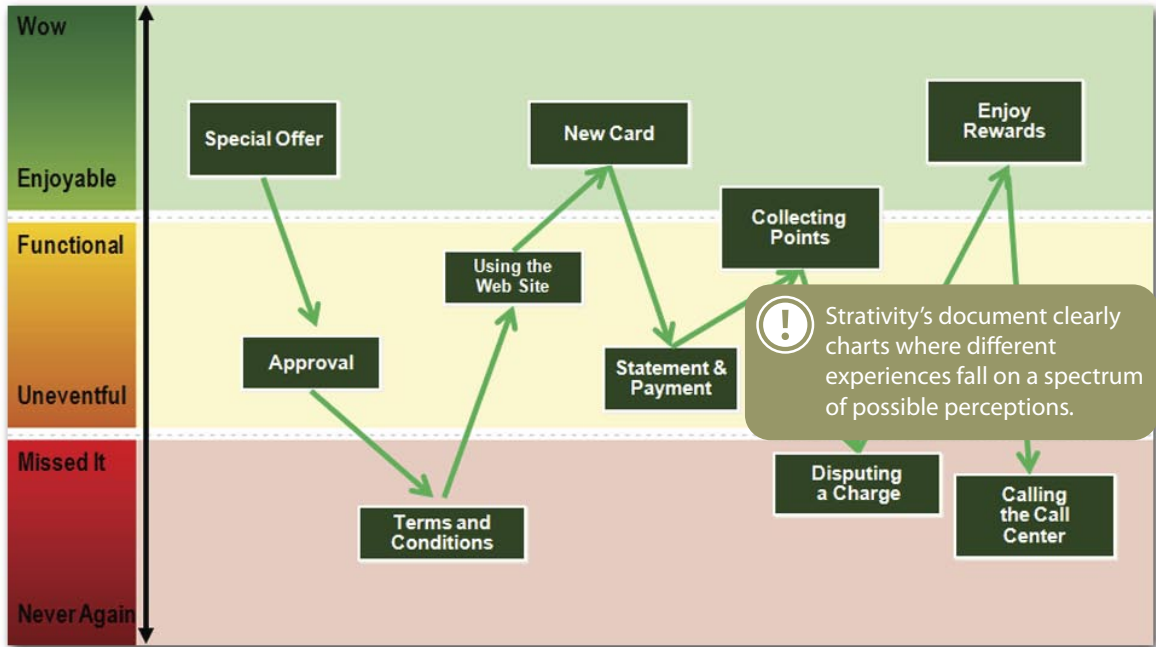 Wow
Enjoyable
Functional
Uneventful
Missed It
Never Again
Special Offer
Approval
Terms and
Conditions
Using the
Web Site
New Card
Statement &
Payment
Collecting
Points
Disputing
a Charge
Enjoy
Rewards
Calling
the Call
Center
!
Strativity’s document clearly
charts where different
experiences fall on a spectrum
of possible perceptions.